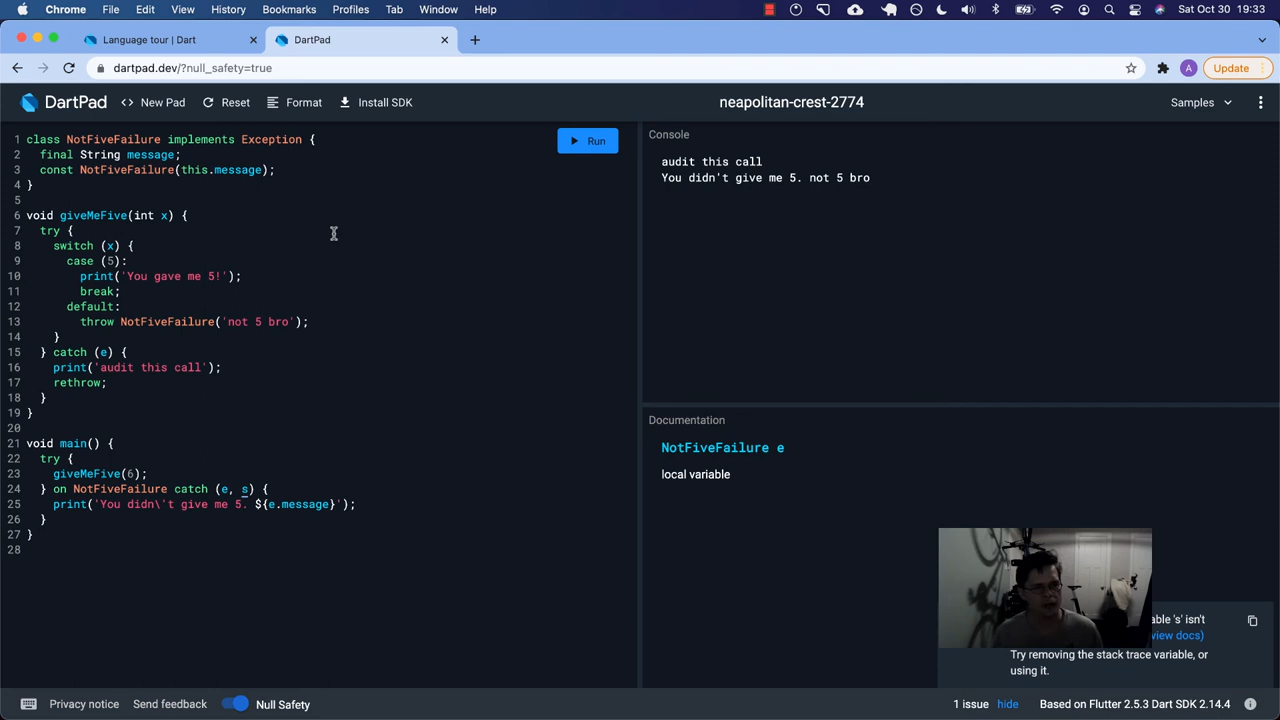 Chrome File Edit View History Bookmarks Profiles Tab Window Help Sat Oct 30 19:33
Language tour | Dart DartPad
dartpad.dev/?null_safety=true A Update
DartPad New Pad Reset Format Install SDK neapolitan-crest-2774 Samples
1 class NotFiveFailure implements Exception {
2 final String message;
3 const NotFiveFailure(this.message);
4 }
5
6 void giveMeFive(int x) {
7 try {
8 switch (x) {
9 case (5):
10 print('You gave me 5!');
11 break;
12 default:
13 throw NotFiveFailure('not 5 bro');
14 }
15 } catch (e) {
16 print('audit this call');
17 rethrow;
18 }
19 }
20
21 void main() {
22 try {
23 giveMeFive(6);
24 } on NotFiveFailure catch (e, s) {
25 print('You didn\'t give me 5. ${e.message}');
26 }
27 }
28
Run
Console
audit this call
You didn't give me 5. not 5 bro
Documentation
NotFiveFailure e
local variable
able 's' isn't
view docs)
Try removing the stack trace variable, or
using it.
Privacy notice Send feedback Null Safety 1 issue hide Based on Flutter 2.5.3 Dart SDK 2.14.4